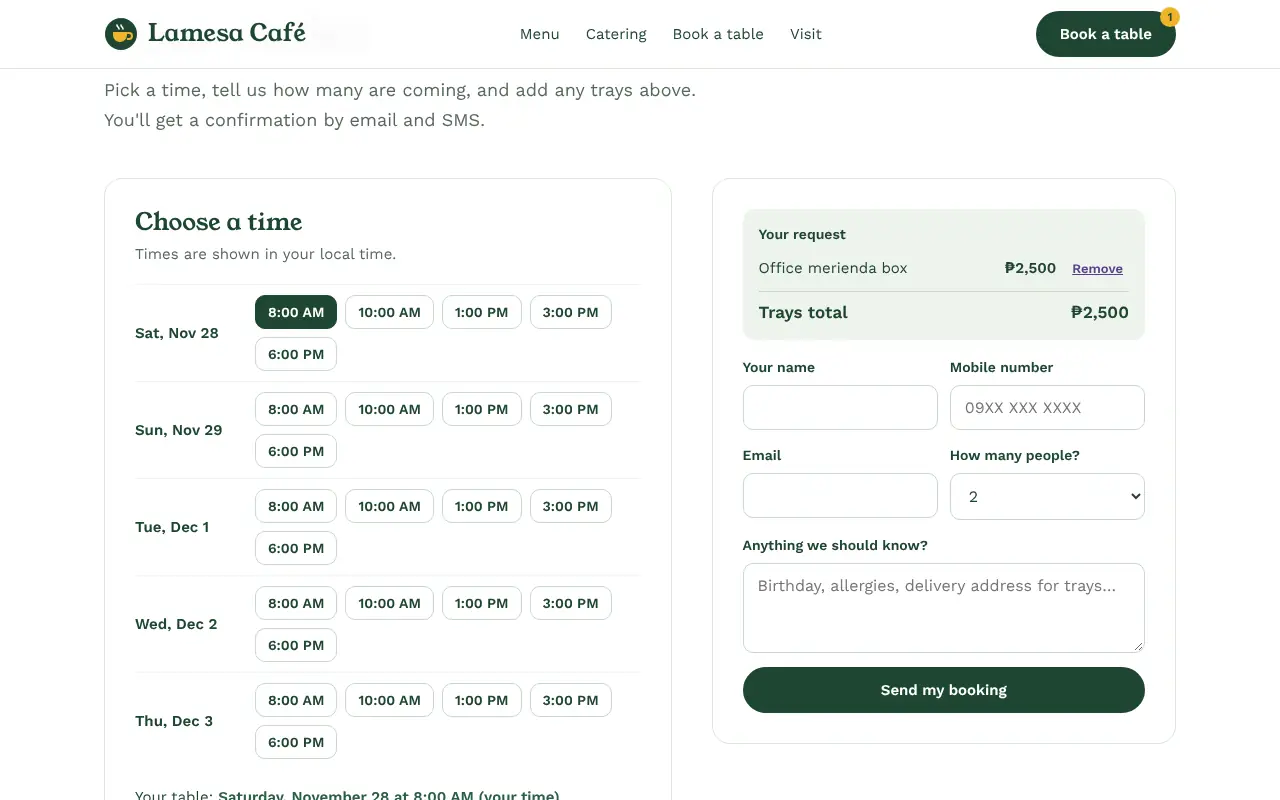 Lamesa Café
Menu Catering Book a table Visit
Book a table
1
Pick a time, tell us how many are coming, and add any trays above.
You'll get a confirmation by email and SMS.
Choose a time
Times are shown in your local time.
Sat, Nov 28
8:00 AM 10:00 AM 1:00 PM 3:00 PM
6:00 PM
Sun, Nov 29
8:00 AM 10:00 AM 1:00 PM 3:00 PM
6:00 PM
Tue, Dec 1
8:00 AM 10:00 AM 1:00 PM 3:00 PM
6:00 PM
Wed, Dec 2
8:00 AM 10:00 AM 1:00 PM 3:00 PM
6:00 PM
Thu, Dec 3
8:00 AM 10:00 AM 1:00 PM 3:00 PM
6:00 PM
Your table: Saturday, November 28 at 8:00 AM (your time)
Your request
Office merienda box ₱2,500 Remove
Trays total ₱2,500
Your name Mobile number
09XX XXX XXXX
Email How many people?
2
Anything we should know?
Birthday, allergies, delivery address for trays...
Send my booking